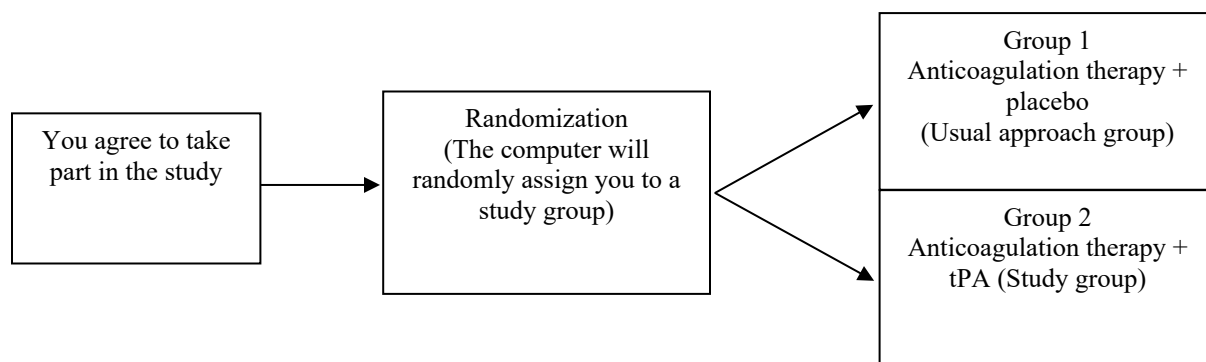 You agree to take
part in the study
Randomization
(The computer will
randomly assign you to a
study group)
Group 1
Anticoagulation therapy +
placebo
(Usual approach group)
Group 2
Anticoagulation therapy +
tPA (Study group)